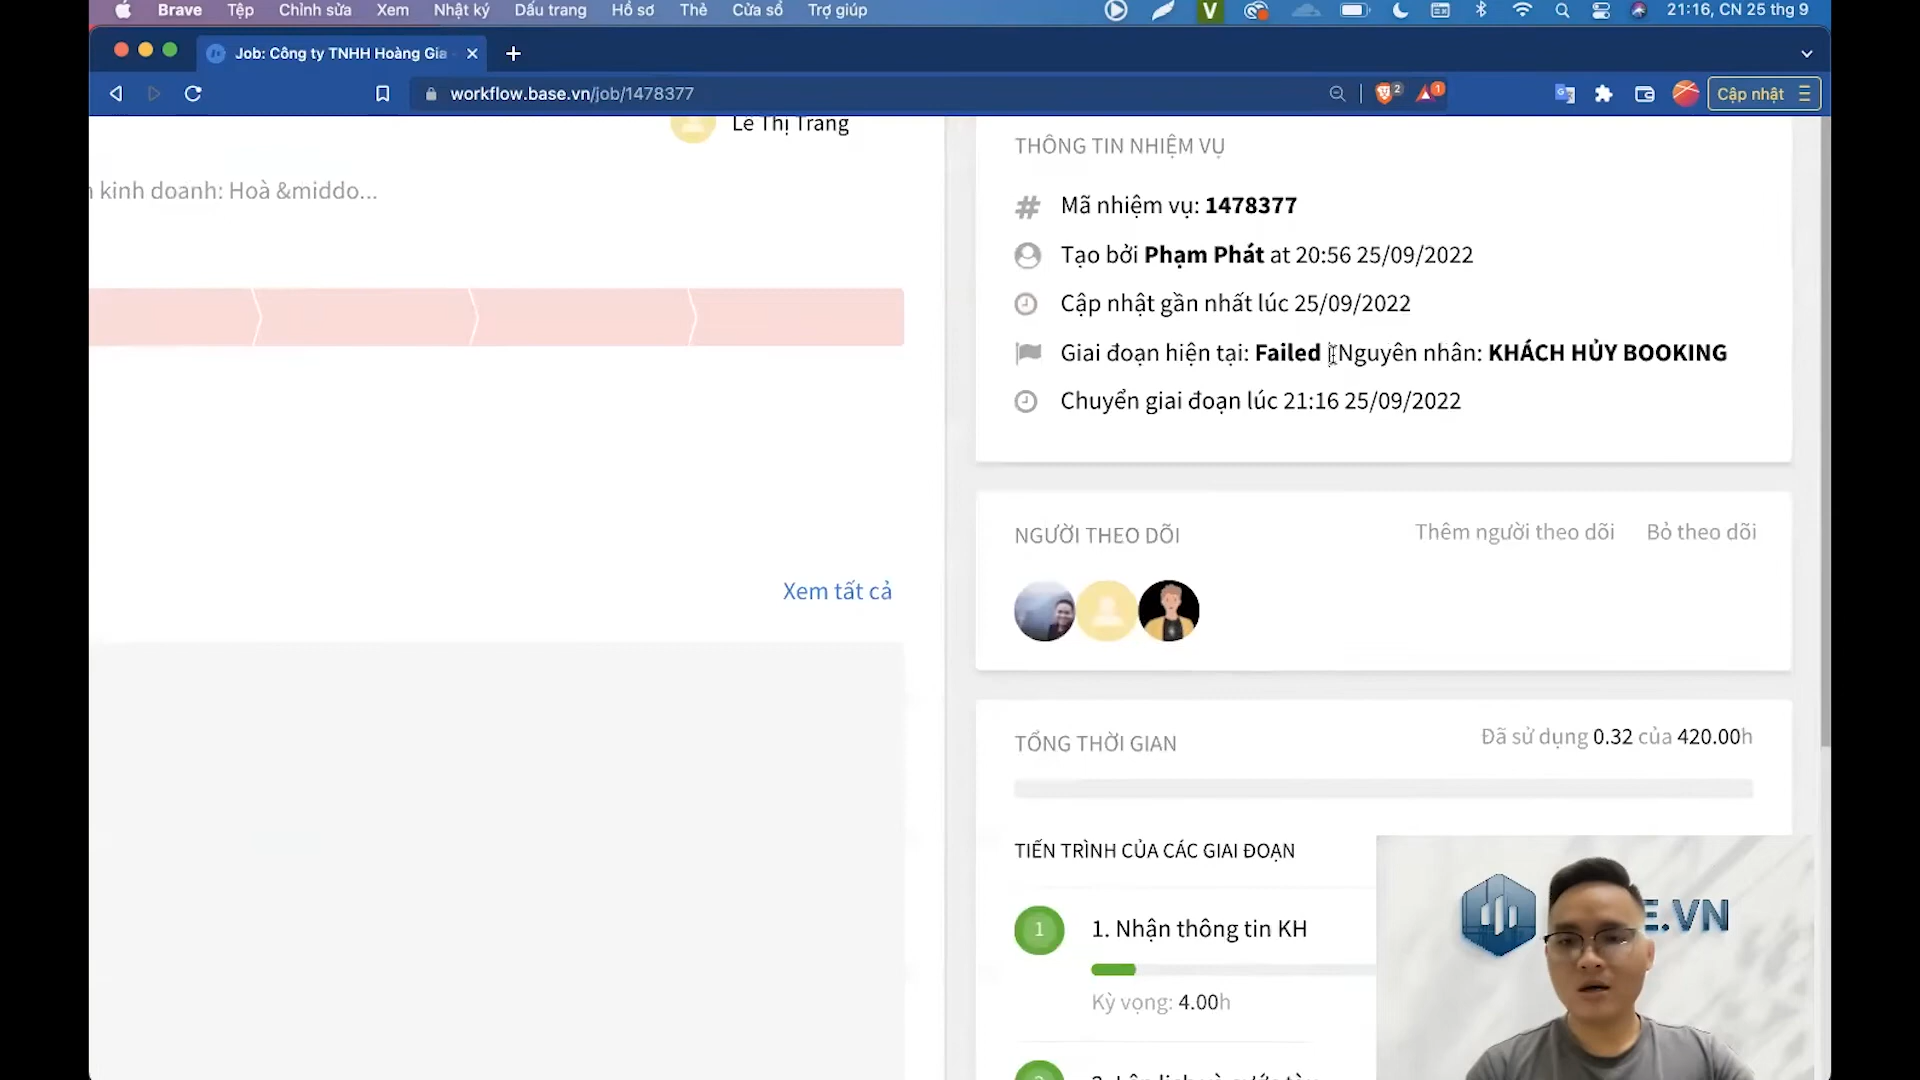 Brave Tệp Chỉnh sửa Xem Nhật ký Dấu trang Hồ sơ Thẻ Cửa sổ Trợ giúp
V
21:16, CN 25 thg 9
Job: Công ty TNHH Hoàng Gia
workflow.base.vn/job/1478377
2
1
Cập nhật
Lê Thị Trang
kinh doanh: Hoà &middo...
Xem tất cả
THÔNG TIN NHIỆM VỤ
# Mã nhiệm vụ: 1478377
Tạo bởi Phạm Phát at 20:56 25/09/2022
Cập nhật gần nhất lúc 25/09/2022
Giai đoạn hiện tại: Failed Nguyên nhân: KHÁCH HỦY BOOKING
Chuyển giai đoạn lúc 21:16 25/09/2022
NGƯỜI THEO DÕI
Thêm người theo dõi
Bỏ theo dõi
TỔNG THỜI GIAN
Đã sử dụng 0.32 của 420.00h
TIẾN TRÌNH CỦA CÁC GIAI ĐOẠN
1
1. Nhận thông tin KH
Kỳ vọng: 4.00h
E.VN